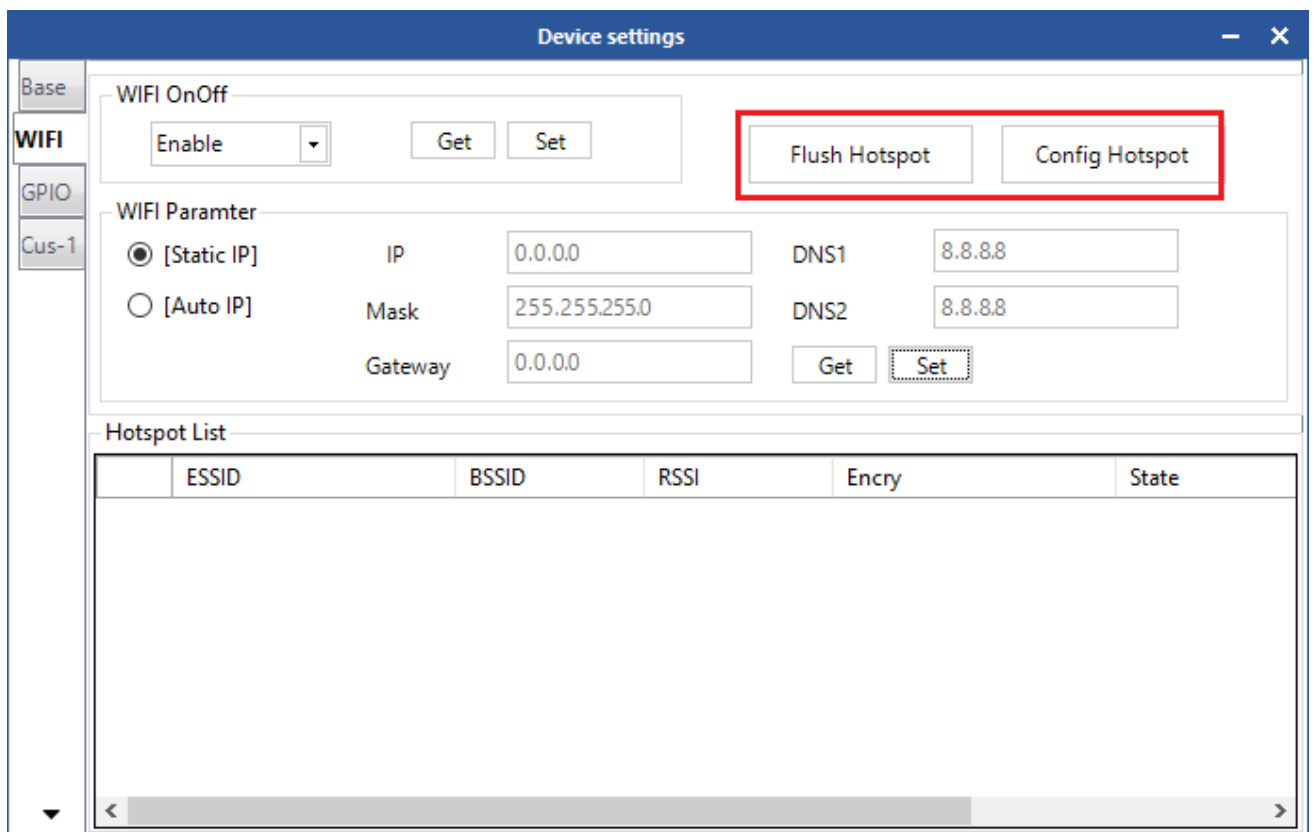 Device settings
Base
WIFI
GPIO
Cus-1
WIFI OnOff
Enable
Get
Set
Flush Hotspot
Config Hotspot
WIFI Paramter
[Static IP]
IP
0.0.0.0
DNS1
8.8.8.8
[Auto IP]
Mask
255.255.255.0
DNS2
8.8.8.8
Gateway
0.0.0.0
Get
Set
Hotspot List
ESSID
BSSID
RSSI
Encry
State